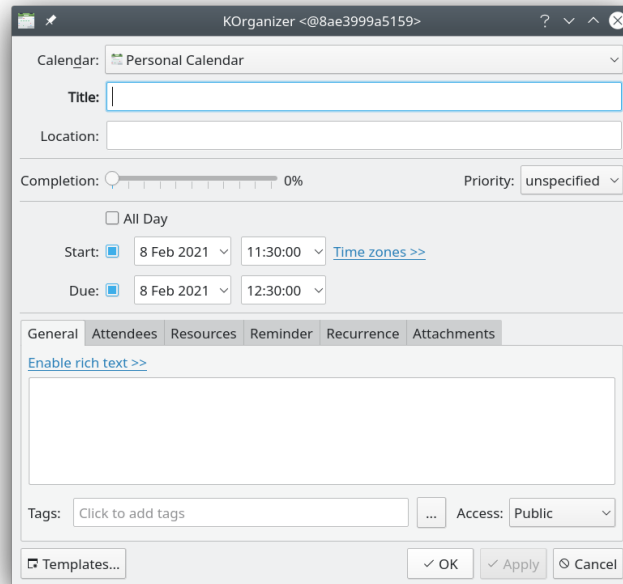 KOrganizer <@8ae3999a5159>
Calendar: Personal Calendar
Title:
Location:
Completion: 0% Priority: unspecified
All Day
Start: 8 Feb 2021 11:30:00 Time zones >>
Due: 8 Feb 2021 12:30:00
General Attendees Resources Reminder Recurrence Attachments
Enable rich text >>
Tags: Click to add tags ... Access: Public
Templates... OK Apply Cancel